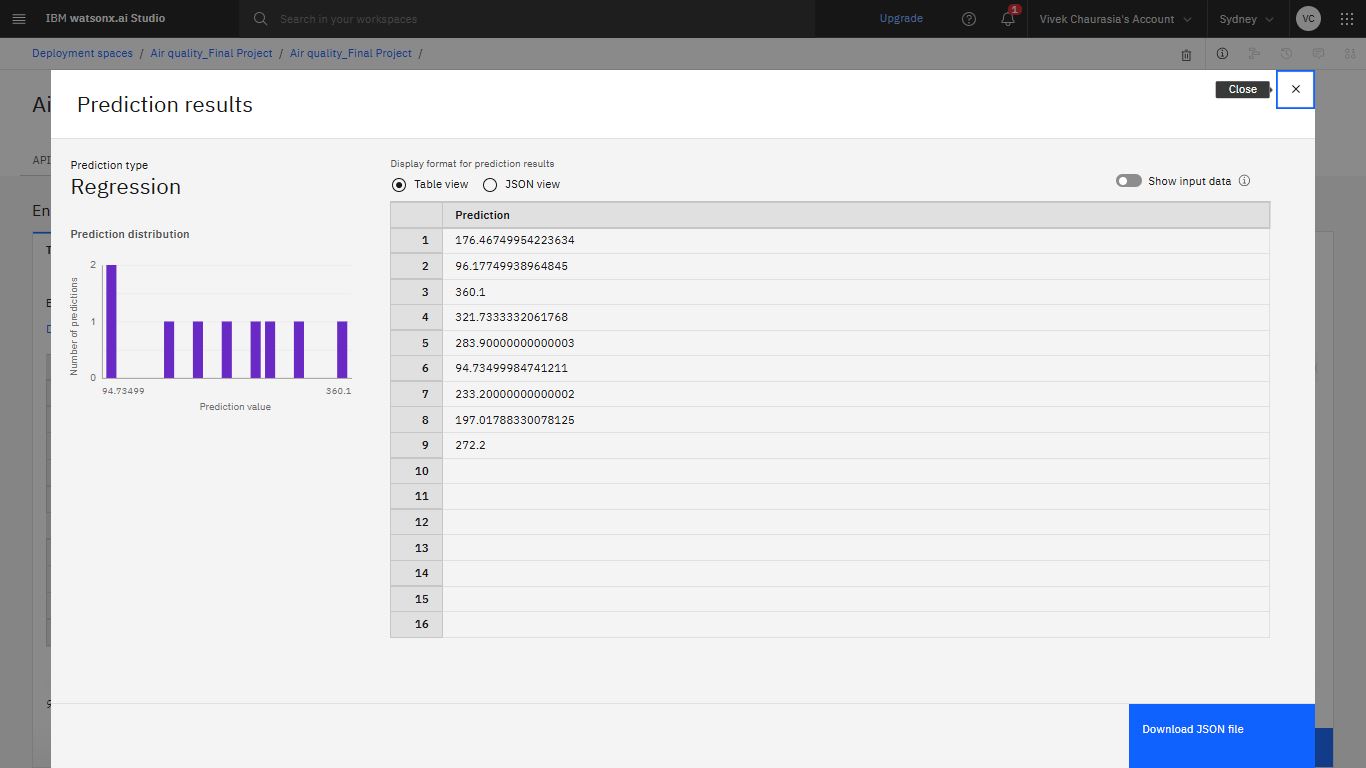 IBM watsonx.ai Studio
Search in your workspaces
Upgrade
1
Vivek Chaurasia's Account
Sydney
VC
Deployment spaces / Air quality_Final Project / Air quality_Final Project /
Ai
Prediction results
Close
API
Prediction type
Regression
Display format for prediction results
Table view
JSON view
Show input data
En
Prediction distribution
Number of predictions
2
1
0
94.73499
360.1
Prediction value
Prediction
1 176.46749954223634
2 96.17749938964845
3 360.1
4 321.7333332061768
5 283.90000000000003
6 94.73499984741211
7 233.20000000000002
8 197.01788330078125
9 272.2
10
11
12
13
14
15
16
Download JSON file